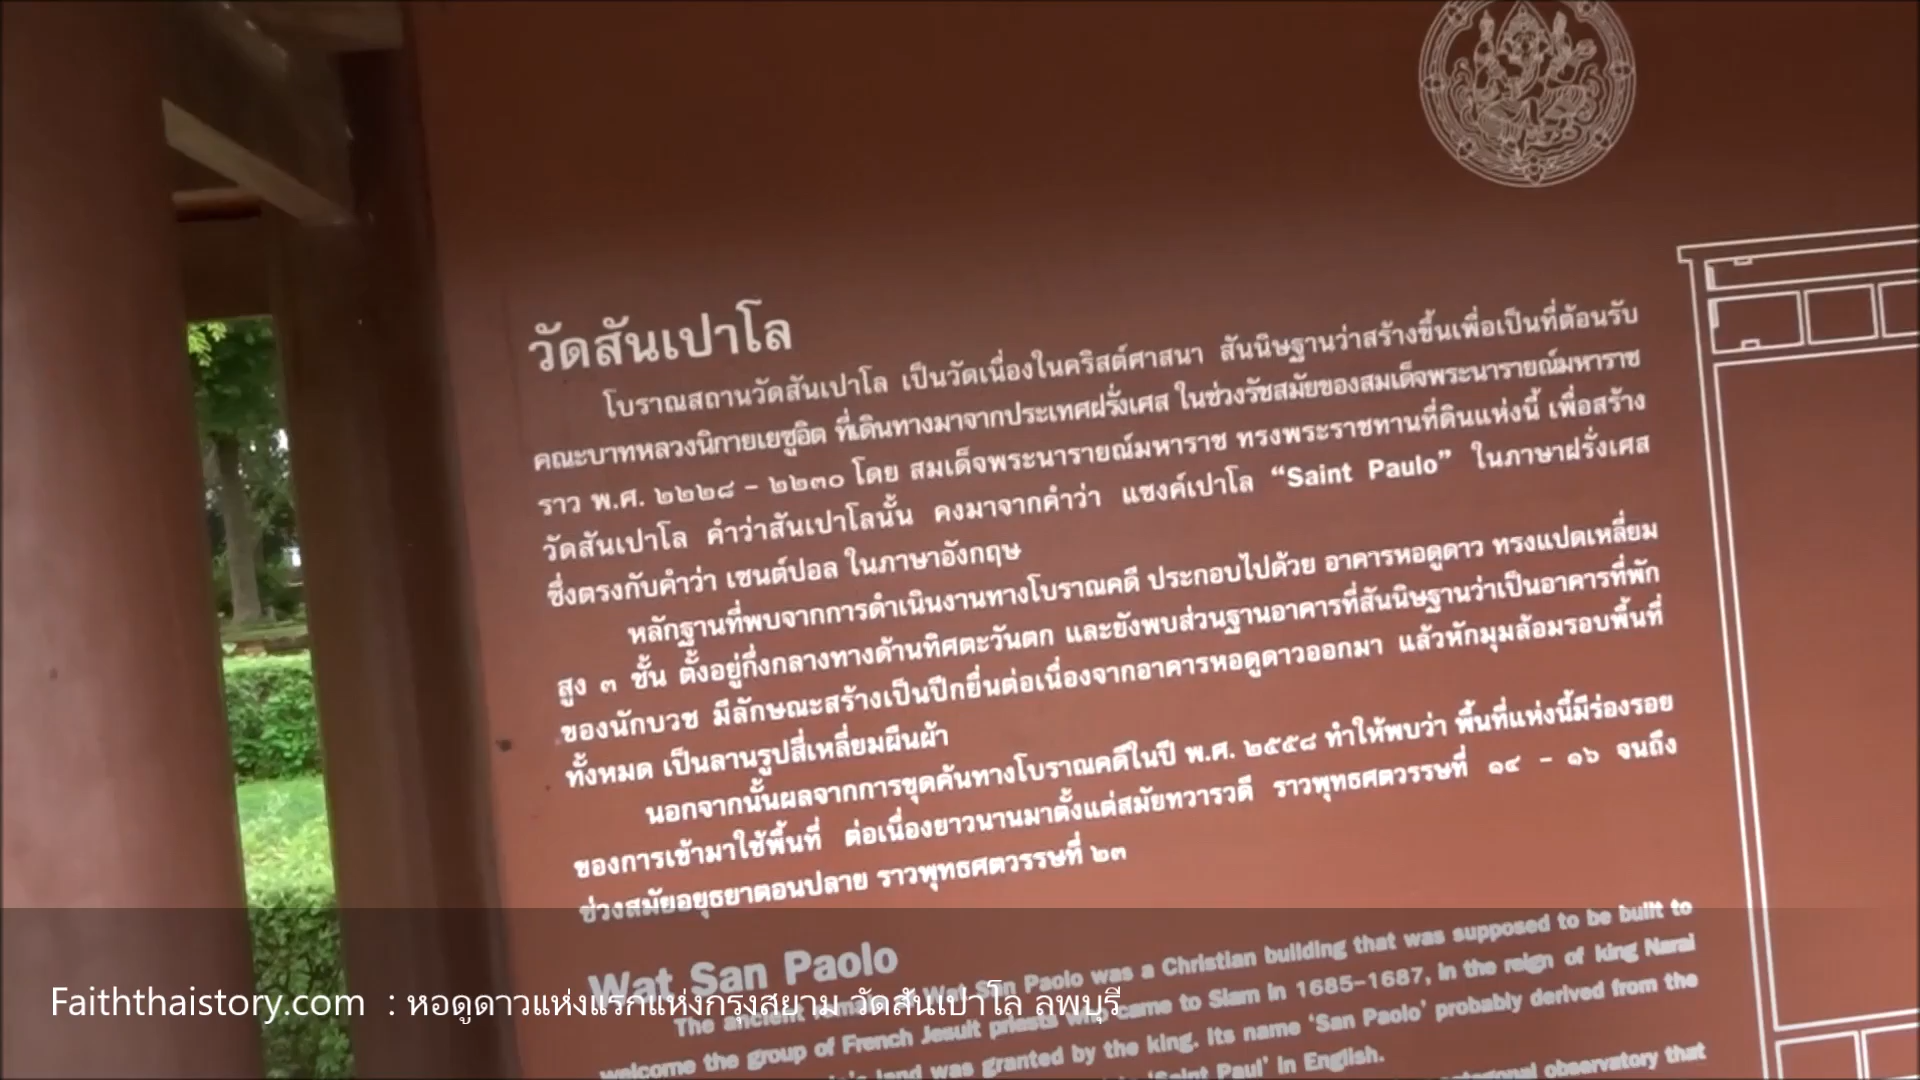 วัดสันเปาโล
โบราณสถานวัดสันเปาโล เป็นวัดเนื่องในคริสต์ศาสนา สันนิษฐานว่าสร้างขึ้นเพื่อเป็นที่ต้อนรับ
คณะบาทหลวงนิกายเยซูอิต ที่เดินทางมาจากประเทศฝรั่งเศส ในช่วงรัชสมัยของสมเด็จพระนารายณ์มหาราช
ราว พ.ศ. ๒๒๒๘ - ๒๒๓๐ โดย สมเด็จพระนารายณ์มหาราช ทรงพระราชทานที่ดินแห่งนี้ เพื่อสร้าง
วัดสันเปาโล คำว่าสันเปาโลนั้น คงมาจากคำว่า แซงค์เปาโล “Saint Paulo” ในภาษาฝรั่งเศส
ซึ่งตรงกับคำว่า เซนต์ปอล ในภาษาอังกฤษ
หลักฐานที่พบจากการดำเนินงานทางโบราณคดี ประกอบไปด้วย อาคารหอดูดาว ทรงแปดเหลี่ยม
สูง ๓ ชั้น ตั้งอยู่กึ่งกลางทางด้านทิศตะวันตก และยังพบส่วนฐานอาคารที่สันนิษฐานว่าเป็นอาคารที่พัก
ของนักบวช มีลักษณะสร้างเป็นปีกยื่นต่อเนื่องจากอาคารหอดูดาวออกมา แล้วหักมุมล้อมรอบพื้นที่
ทั้งหมด เป็นลานรูปสี่เหลี่ยมผืนผ้า
นอกจากนั้นผลจากการขุดค้นทางโบราณคดีในปี พ.ศ. ๒๕๕๘ ทำให้พบว่า พื้นที่แห่งนี้มีร่องรอย
ของการเข้ามาใช้พื้นที่ ต่อเนื่องยาวนานมาตั้งแต่สมัยทวารวดี ราวพุทธศตวรรษที่ ๑๔ - ๑๖ จนถึง
ช่วงสมัยอยุธยาตอนปลาย ราวพุทธศตวรรษที่ ๒๓
Wat San Paolo
The ancient Wat San Paolo was a Christian building that was supposed to be built to
welcome the group of French Jesuit priests who came to Siam in 1685-1687, in the reign of king Narai
land was granted by the king. Its name ‘San Paolo’ probably derived from the
‘Saint Paul’ in English.
observatory that
Faiththaistory.com : หอดูดาวแห่งแรกแห่งกรุงสยาม วัดสันเปาโล ลพบุรี